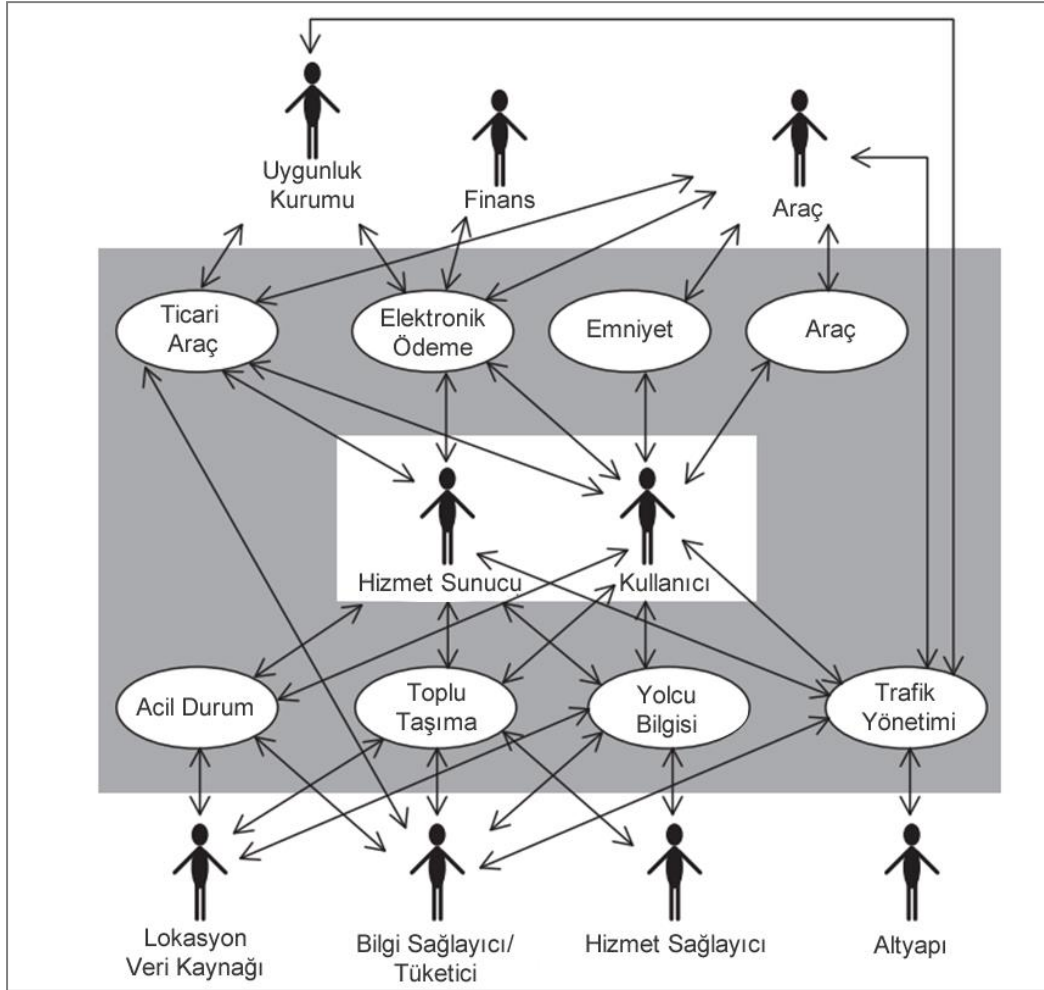 Uygunluk
Kurumu
Finans
Araç
Ticari
Araç
Elektronik
Ödeme
Emniyet
Araç
Hizmet Sunucu
Kullanıcı
Acil Durum
Toplu
Taşıma
Yolcu
Bilgisi
Trafik
Yönetimi
Lokasyon
Veri Kaynağı
Bilgi Sağlayıcı/
Tüketici
Hizmet Sağlayıcı
Altyapı